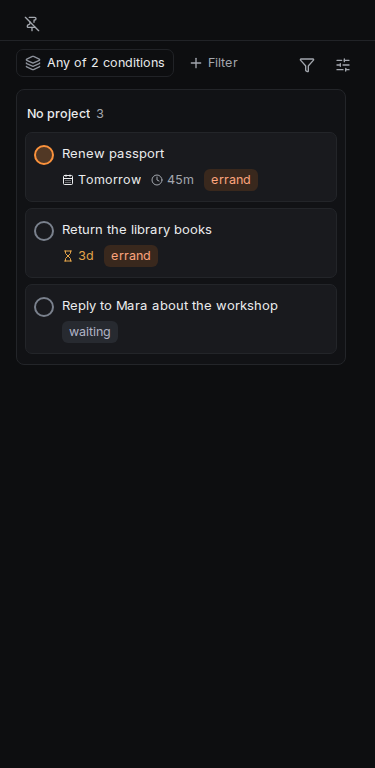 Any of 2 conditions Filter
No project 3
Renew passport
Tomorrow 45m errand
Return the library books
3d errand
Reply to Mara about the workshop
waiting